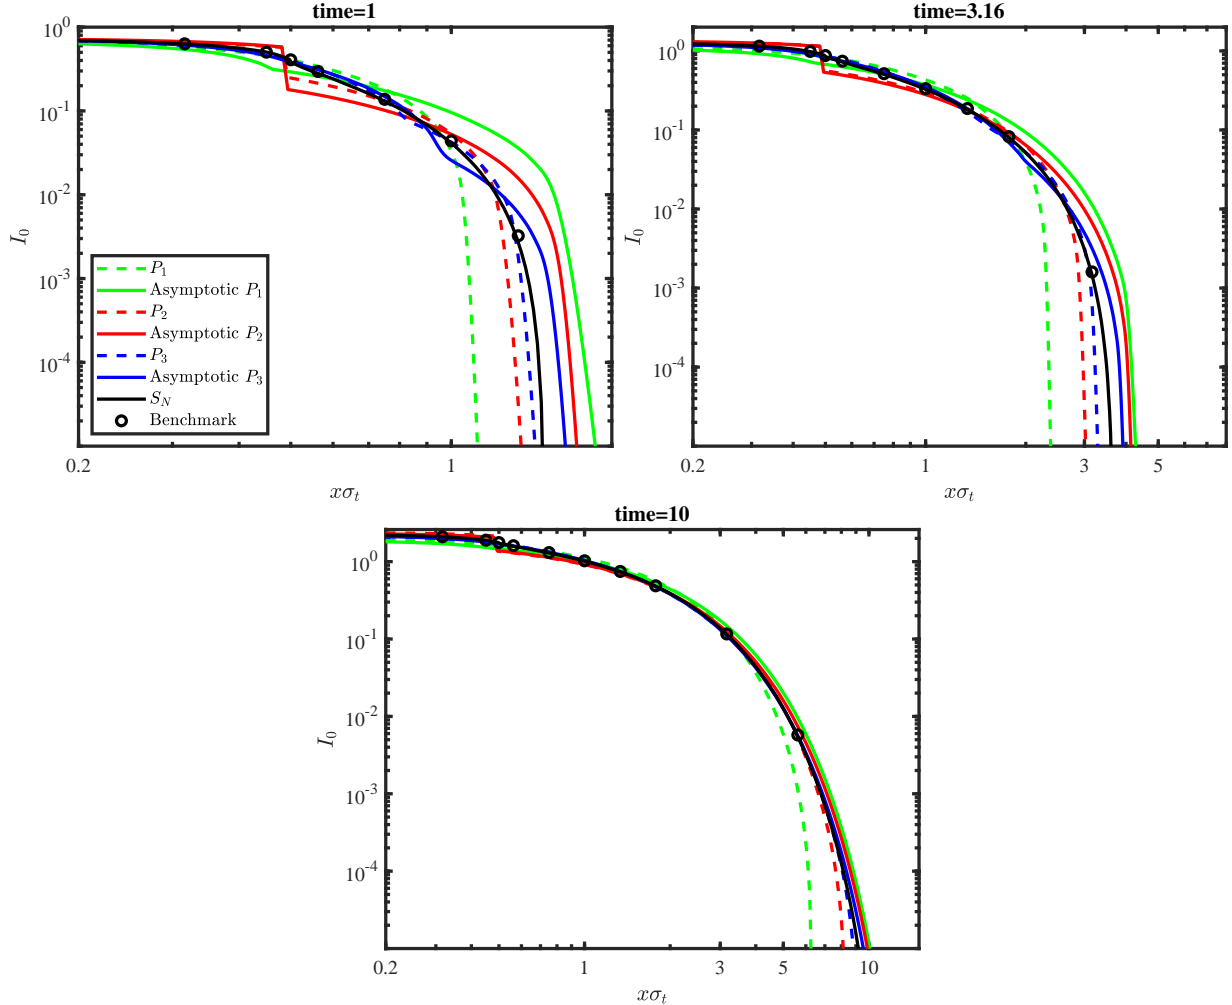 time=1
10^0
10^-1
10^-2
10^-3
10^-4
I_0
P_1
Asymptotic P_1
P_2
Asymptotic P_2
P_3
Asymptotic P_3
S_N
Benchmark
0.2
1
xσ_t
time=3.16
10^0
10^-1
10^-2
10^-3
10^-4
I_0
0.2
1
3
5
xσ_t
time=10
10^0
10^-1
10^-2
10^-3
10^-4
I_0
0.2
1
3
5
10
xσ_t